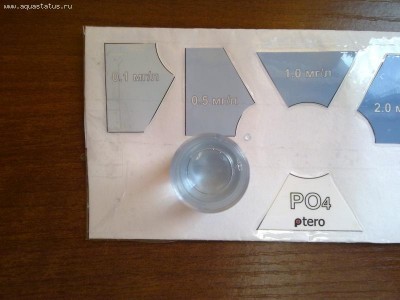 www.aquastatus.ru
0.1 мг/л
0.5 мг/л
1.0 мг/л
2.0 м
PO4
ptero